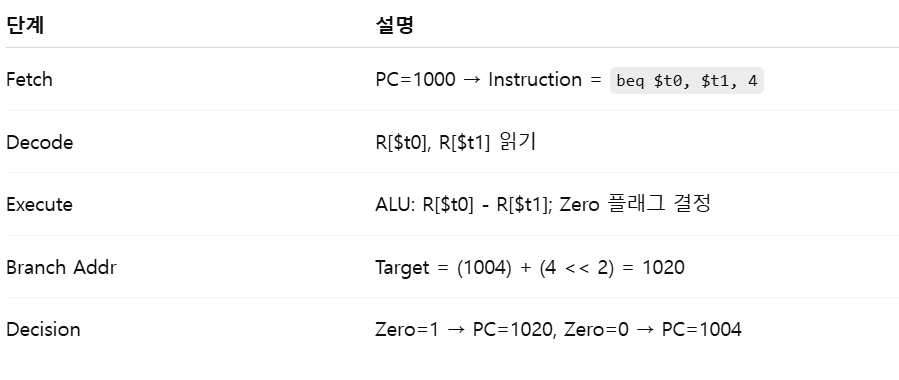 단계 설명
Fetch PC=1000 → Instruction = beq $t0, $t1, 4
Decode R[$t0], R[$t1] 읽기
Execute ALU: R[$t0] - R[$t1]; Zero 플래그 결정
Branch Addr Target = (1004) + (4 << 2) = 1020
Decision Zero=1 → PC=1020, Zero=0 → PC=1004